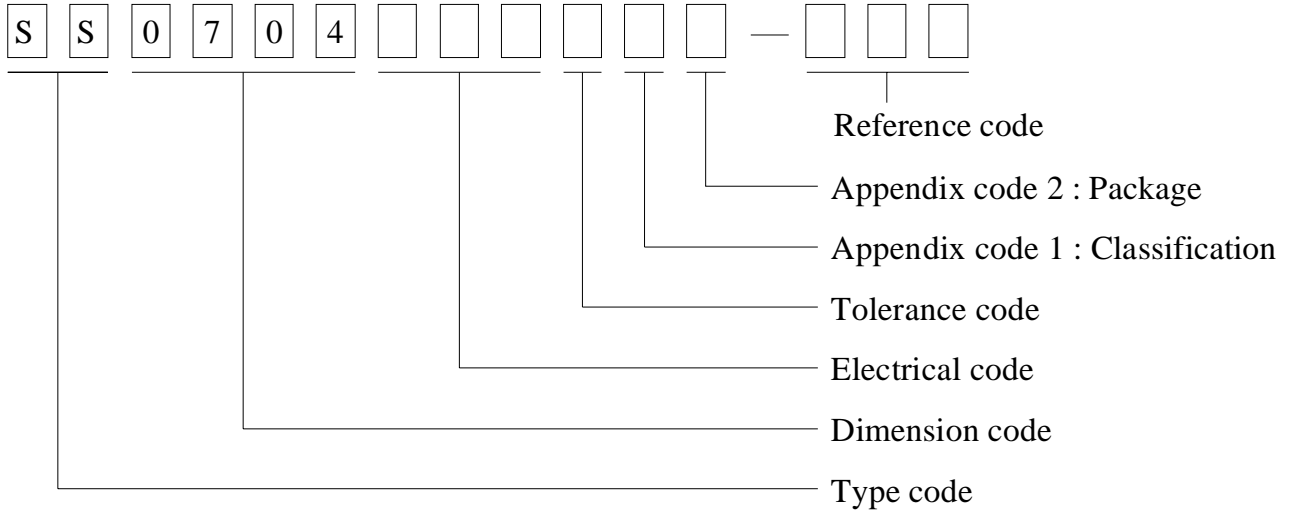 S S 0 7 0 4 —
Reference code
Appendix code 2 : Package
Appendix code 1 : Classification
Tolerance code
Electrical code
Dimension code
Type code